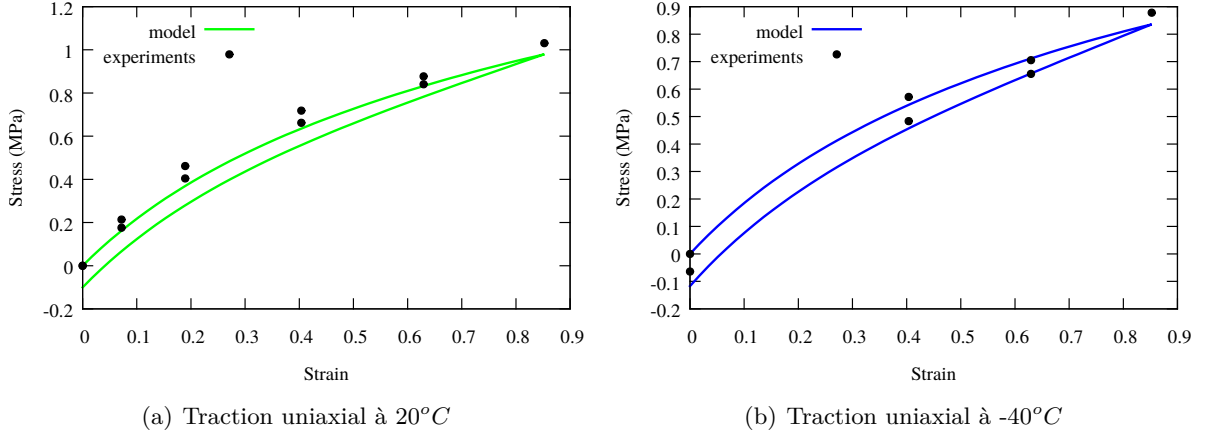 1.2
1
0.8
0.6
0.4
0.2
0
-0.2
Stress (MPa)
model
experiments
0 0.1 0.2 0.3 0.4 0.5 0.6 0.7 0.8 0.9
Strain
(a) Traction uniaxial à 20°C
0.9
0.8
0.7
0.6
0.5
0.4
0.3
0.2
0.1
0
-0.1
-0.2
Stress (MPa)
model
experiments
0 0.1 0.2 0.3 0.4 0.5 0.6 0.7 0.8 0.9
Strain
(b) Traction uniaxial à -40°C